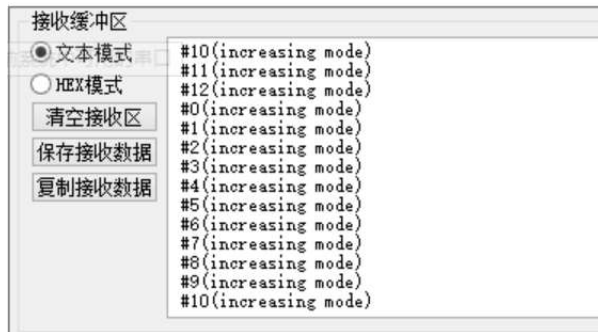 接收缓冲区
文本模式
HEX模式
清空接收区
保存接收数据
复制接收数据
#10(increasing mode)
#11(increasing mode)
#12(increasing mode)
#0(increasing mode)
#1(increasing mode)
#2(increasing mode)
#3(increasing mode)
#4(increasing mode)
#5(increasing mode)
#6(increasing mode)
#7(increasing mode)
#8(increasing mode)
#9(increasing mode)
#10(increasing mode)